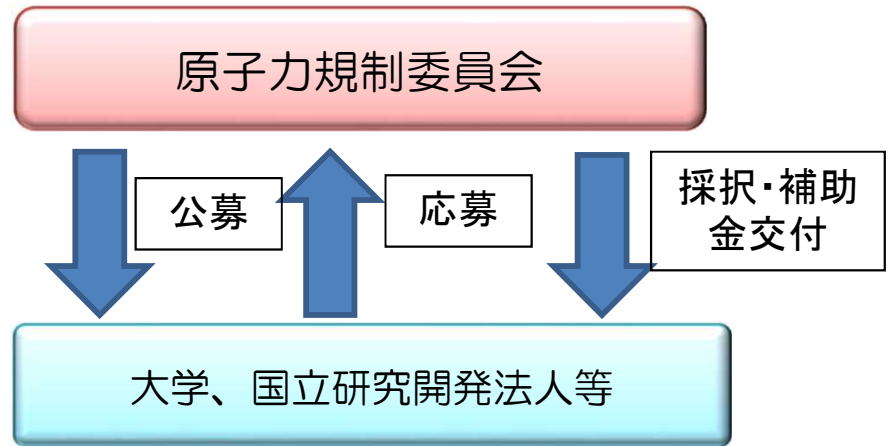 原子力規制委員会
公募
応募
採択・補助
金交付
大学、国立研究開発法人等